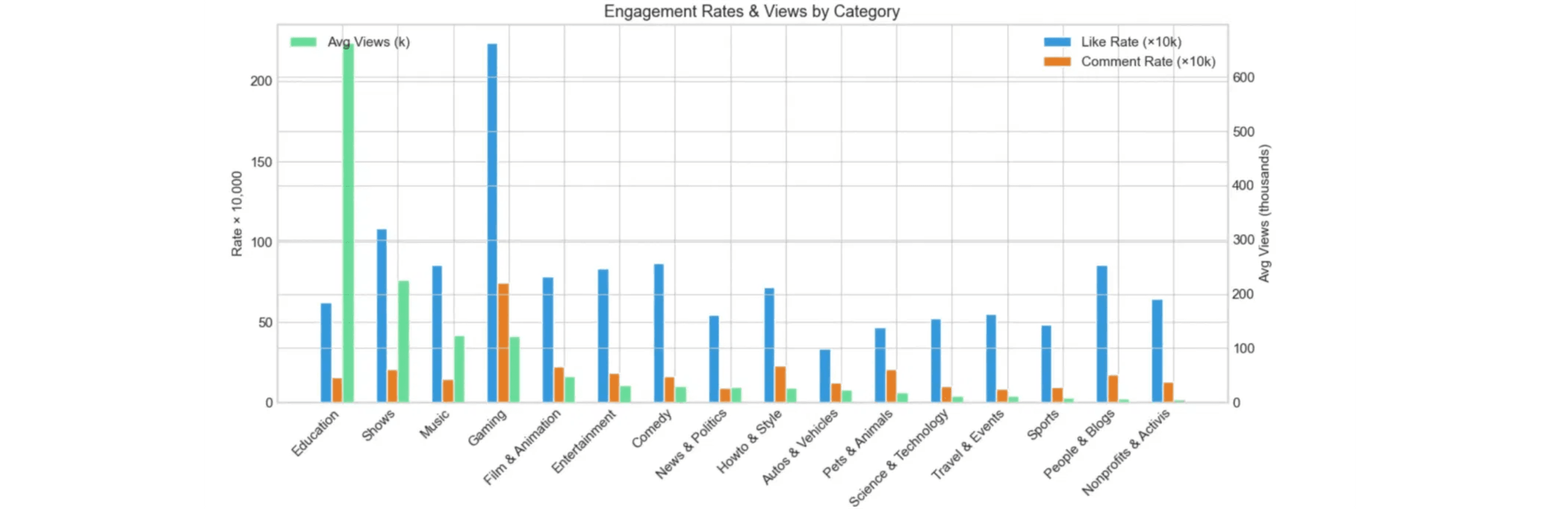 Engagement Rates & Views by Category
Avg Views (k)
Like Rate (×10k)
Comment Rate (×10k)
Rate × 10,000
200
150
100
50
0
600
500
400
300
200
100
0
Avg Views (thousands)
Education
Shows
Music
Gaming
Film & Animation
Entertainment
Comedy
News & Politics
Howto & Style
Autos & Vehicles
Pets & Animals
Science & Technology
Travel & Events
Sports
People & Blogs
Nonprofits & Activis